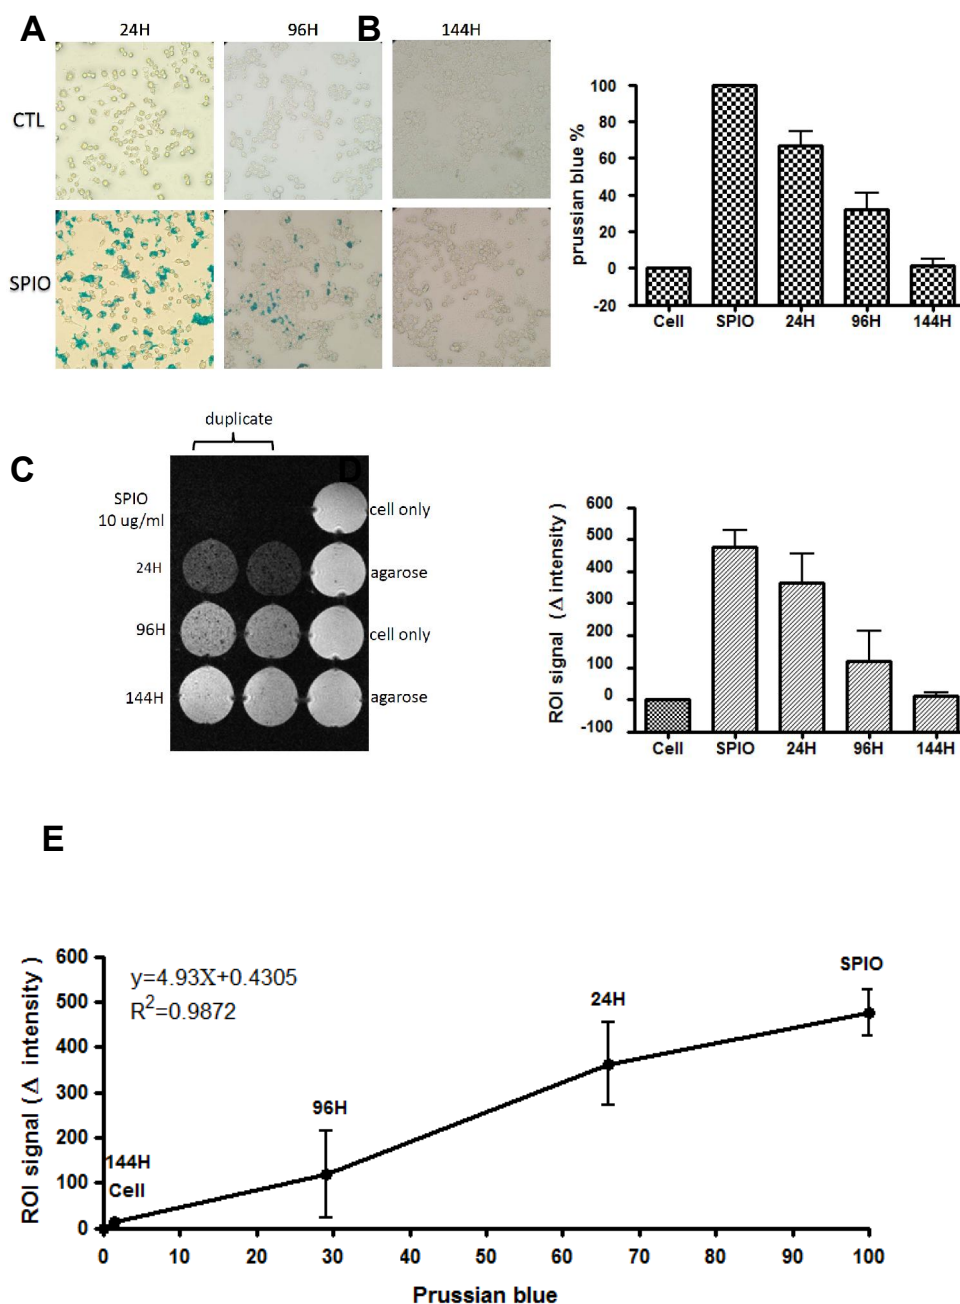 A
24H
96H
B
144H
CTL
SPIO
prussian blue %
100
80
60
40
20
0
-20
Cell SPIO 24H 96H 144H
duplicate
C
D
SPIO
10 ug/ml
cell only
24H
agarose
96H
cell only
144H
agarose
ROI signal ( Δ intensity )
600
500
400
300
200
100
0
-100
Cell SPIO 24H 96H 144H
E
y=4.93X+0.4305
R²=0.9872
ROI signal ( Δ intensity )
600
500
400
300
200
100
0
144H
Cell
96H
24H
SPIO
0 10 20 30 40 50 60 70 80 90 100
Prussian blue